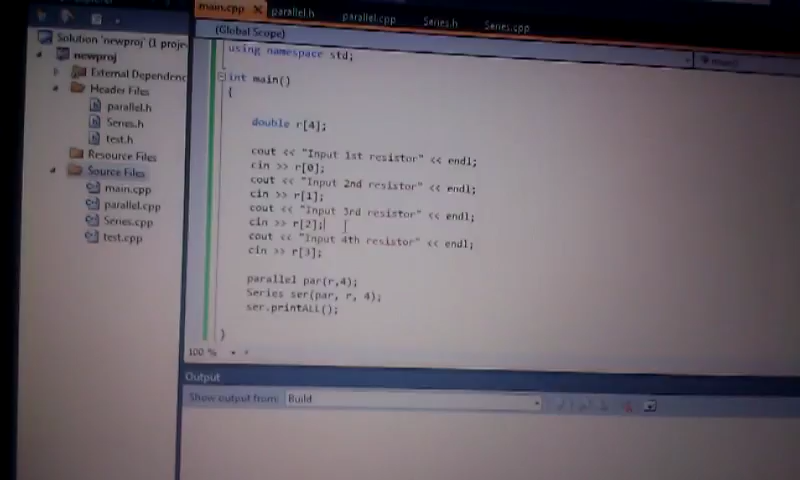 main.cpp X parallel.h parallel.cpp Series.h Series.cpp
(Global Scope)
Solution 'newproj' (1 projec
newproj
External Dependenc
Header Files
parallel.h
Series.h
test.h
Resource Files
Source Files
main.cpp
parallel.cpp
Series.cpp
test.cpp
using namespace std;
int main()
{
double r[4];
cout << "Input 1st resistor" << endl;
cin >> r[0];
cout << "Input 2nd resistor" << endl;
cin >> r[1];
cout << "Input 3rd resistor" << endl;
cin >> r[2];
cout << "Input 4th resistor" << endl;
cin >> r[3];
parallel par(r,4);
Series ser(par, r, 4);
ser.printALL();
}
100 %
Output
Show output from: Build